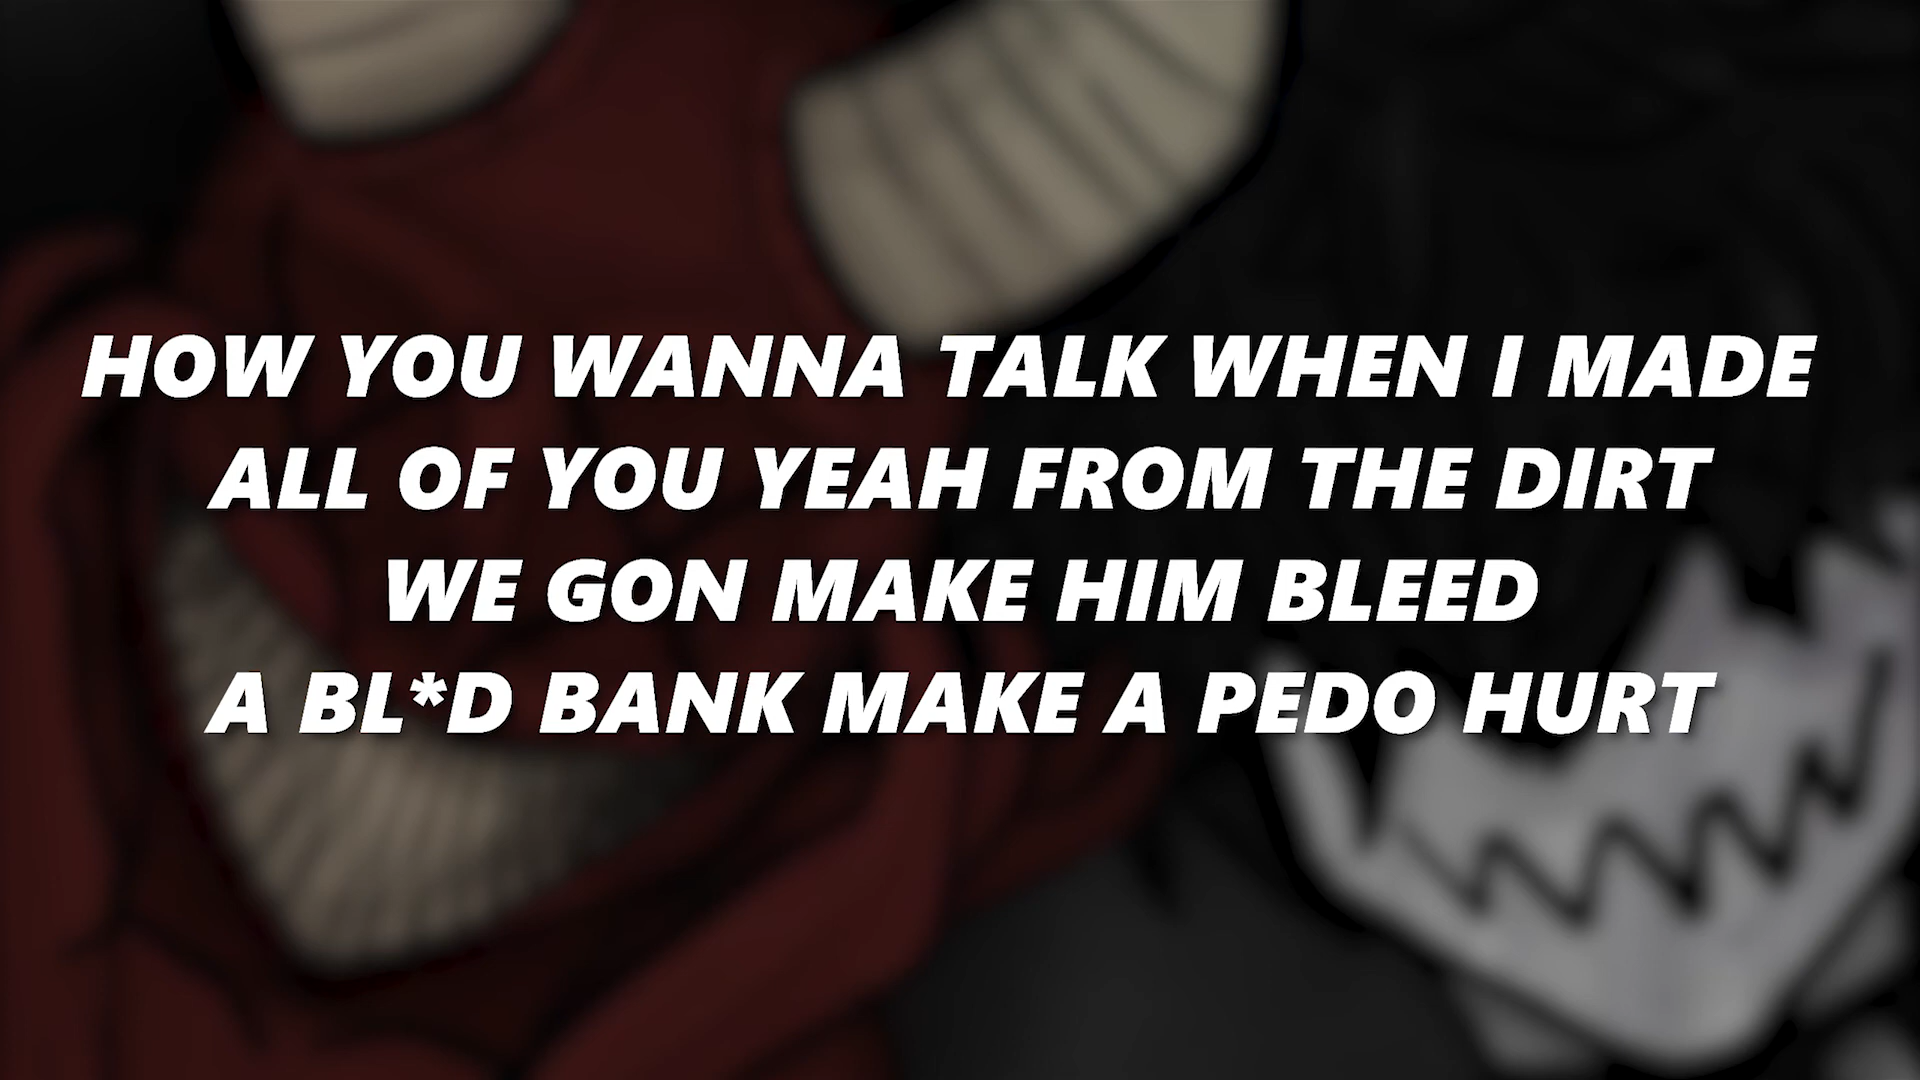 HOW YOU WANNA TALK WHEN I MADE
ALL OF YOU YEAH FROM THE DIRT
WE GON MAKE HIM BLEED
A BL*D BANK MAKE A PEDO HURT